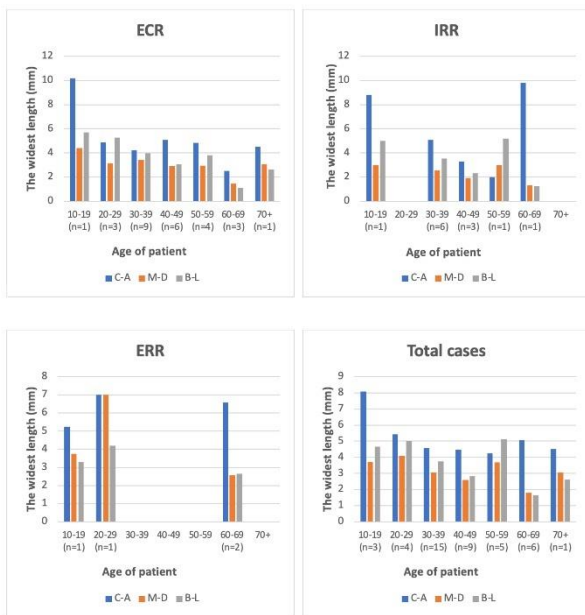 ECR
The widest length (mm)
12
10
8
6
4
2
0
10-19 20-29 30-39 40-49 50-59 60-69 70+
(n=1) (n=3) (n=9) (n=6) (n=4) (n=3) (n=1)
Age of patient
C-A M-D B-L
IRR
The widest length (mm)
12
10
8
6
4
2
0
10-19 20-29 30-39 40-49 50-59 60-69 70+
(n=1) (n=6) (n=3) (n=1) (n=1)
Age of patient
C-A M-D B-L
ERR
The widest length (mm)
8
7
6
5
4
3
2
1
0
10-19 20-29 30-39 40-49 50-59 60-69 70+
(n=1) (n=1) (n=2)
Age of patient
C-A M-D B-L
Total cases
The widest length (mm)
9
8
7
6
5
4
3
2
1
0
10-19 20-29 30-39 40-49 50-59 60-69 70+
(n=3) (n=4) (n=15) (n=9) (n=5) (n=6) (n=1)
Age of patient
C-A M-D B-L